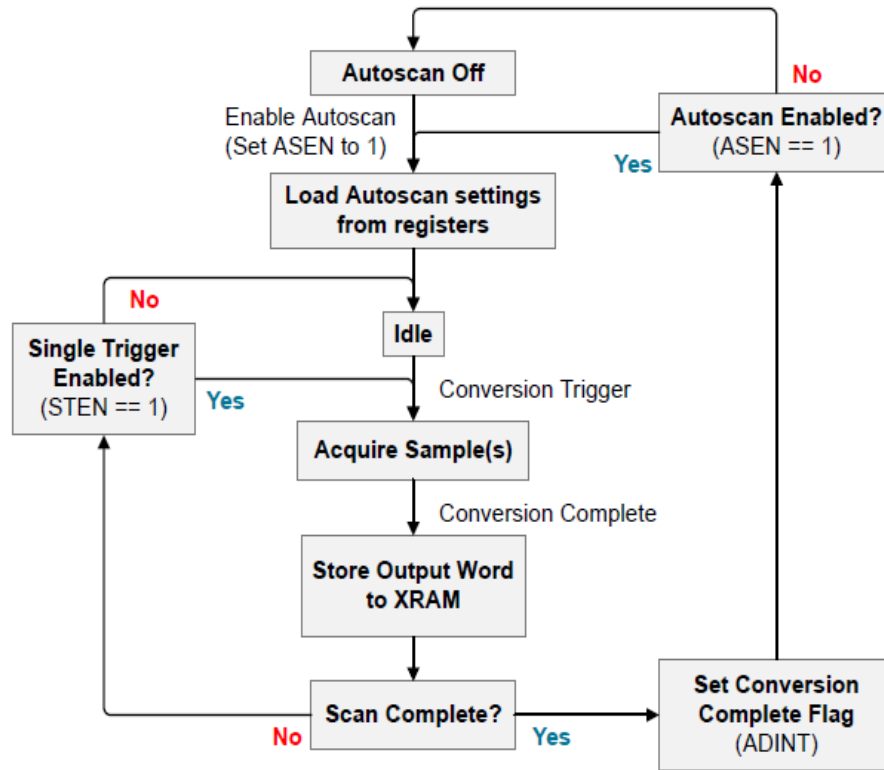 Autoscan Off
No
Enable Autoscan
(Set ASEN to 1)
Autoscan Enabled?
(ASEN == 1)
Yes
Load Autoscan settings
from registers
No
Idle
Single Trigger
Enabled?
(STEN == 1)
Yes
Conversion Trigger
Acquire Sample(s)
Conversion Complete
Store Output Word
to XRAM
Scan Complete?
No
Yes
Set Conversion
Complete Flag
(ADINT)